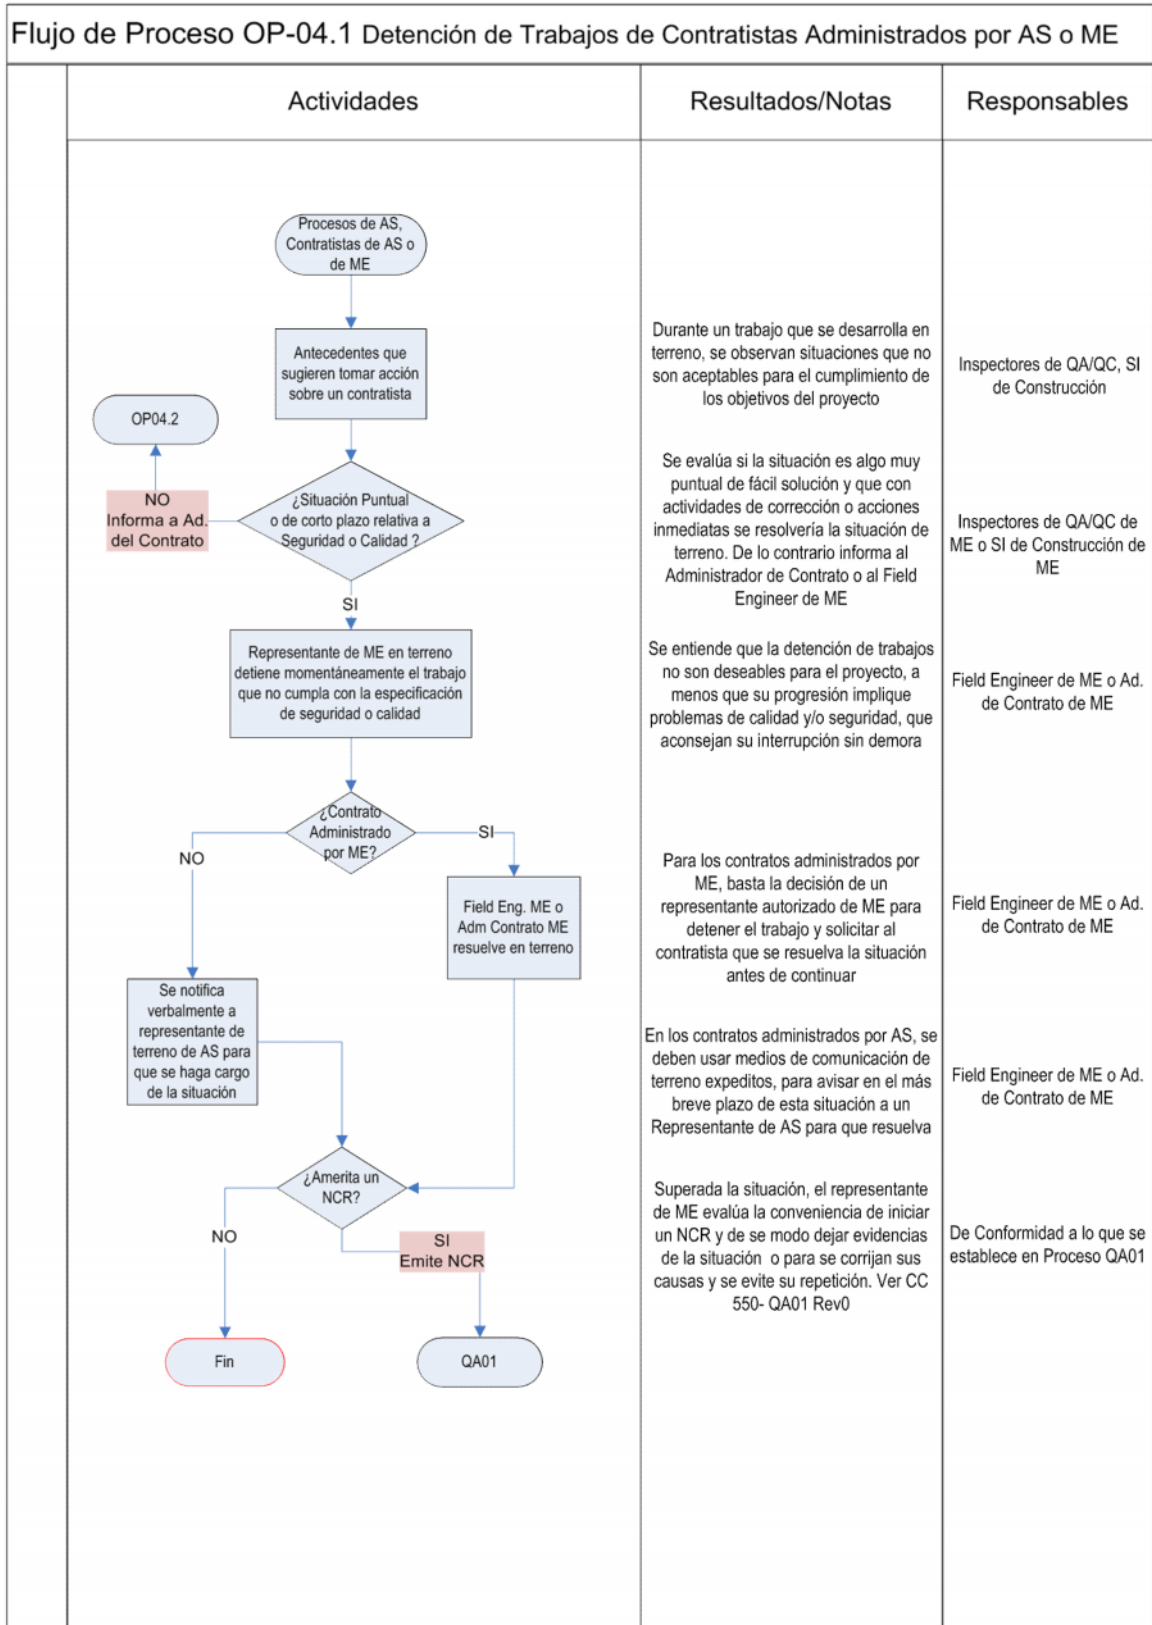 Flujo de Proceso OP-04.1 Detención de Trabajos de Contratistas Administrados por AS o ME
Actividades
Resultados/Notas
Responsables
Procesos de AS,
Contratistas de AS o
de ME
Antecedentes que
sugieren tomar acción
sobre un contratista
Durante un trabajo que se desarrolla en
terreno, se observan situaciones que no
son aceptables para el cumplimiento de
los objetivos del proyecto
Inspectores de QA/QC, SI
de Construcción
OP04.2
NO
Informa a Ad.
del Contrato
¿Situación Puntual
o de corto plazo relativa a
Seguridad o Calidad ?
Se evalúa si la situación es algo muy
puntual de fácil solución y que con
actividades de corrección o acciones
inmediatas se resolvería la situación de
terreno. De lo contrario informa al
Administrador de Contrato o al Field
Engineer de ME
Inspectores de QA/QC de
ME o SI de Construcción de
ME
SI
Representante de ME en terreno
detiene momentáneamente el trabajo
que no cumpla con la especificación
de seguridad o calidad
Se entiende que la detención de trabajos
no son deseables para el proyecto, a
menos que su progresión implique
problemas de calidad y/o seguridad, que
aconsejan su interrupción sin demora
Field Engineer de ME o Ad.
de Contrato de ME
¿Contrato
Administrado
por ME?
NO
SI
Field Eng. ME o
Adm Contrato ME
resuelve en terreno
Para los contratos administrados por
ME, basta la decisión de un
representante autorizado de ME para
detener el trabajo y solicitar al
contratista que se resuelva la situación
antes de continuar
Field Engineer de ME o Ad.
de Contrato de ME
Se notifica
verbalmente a
representante de
terreno de AS para
que se haga cargo
de la situación
En los contratos administrados por AS, se
deben usar medios de comunicación de
terreno expeditos, para avisar en el más
breve plazo de esta situación a un
Representante de AS para que resuelva
Field Engineer de ME o Ad.
de Contrato de ME
¿Amerita un
NCR?
NO
SI
Emite NCR
Superada la situación, el representante
de ME evalúa la conveniencia de iniciar
un NCR y de se modo dejar evidencias
de la situación o para se corrijan sus
causas y se evite su repetición. Ver CC
550- QA01 Rev0
De Conformidad a lo que se
establece en Proceso QA01
Fin
QA01